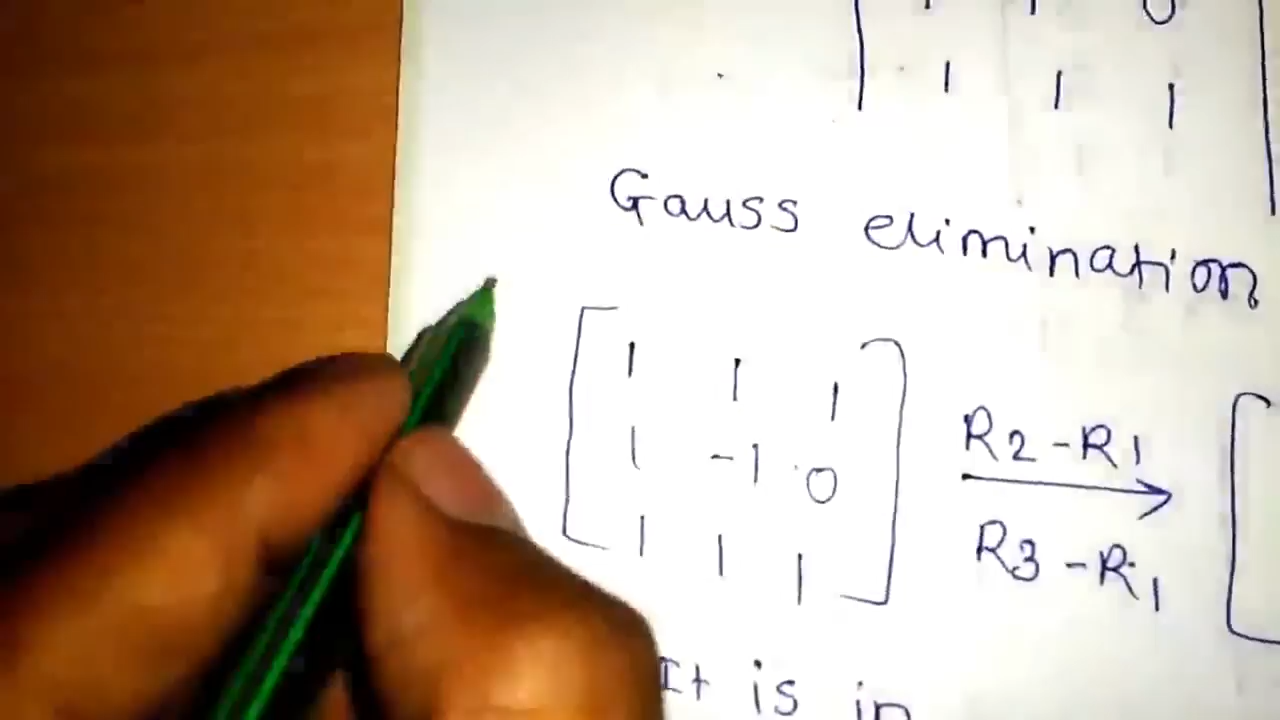 1 1 1
Gauss elimination
1 1 1
1 -1 0
1 1 1
R2 -R1
R3 -R1
It is in